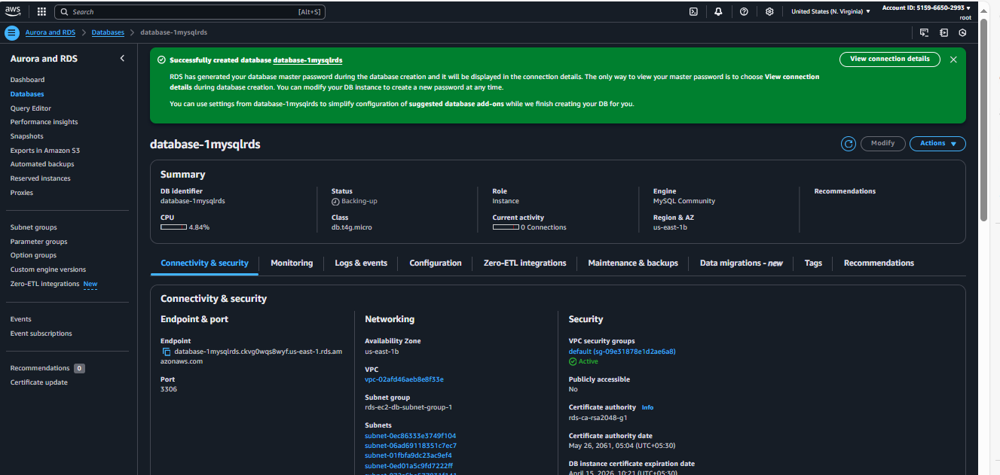 aws
Search [Alt+S]
United States (N. Virginia) ▼
Account ID: 5159-6650-2993 ▼
root
Aurora and RDS > Databases > database-1mysqlrds
Aurora and RDS
Dashboard
Databases
Query Editor
Performance insights
Snapshots
Exports in Amazon S3
Automated backups
Reserved instances
Proxies
Subnet groups
Parameter groups
Option groups
Custom engine versions
Zero-ETL integrations New
Events
Event subscriptions
Recommendations 0
Certificate update
Successfully created database database-1mysqlrds
View connection details
RDS has generated your database master password during the database creation and it will be displayed in the connection details. The only way to view your master password is to choose View connection
details during database creation. You can modify your DB instance to create a new password at any time.
You can use settings from database-1mysqlrds to simplify configuration of suggested database add-ons while we finish creating your DB for you.
database-1mysqlrds
Modify
Actions ▼
Summary
DB identifier
database-1mysqlrds
CPU
4.84%
Status
Backing-up
Class
db.t4g.micro
Role
Instance
Current activity
0 Connections
Engine
MySQL Community
Region & AZ
us-east-1b
Recommendations
Connectivity & security
Monitoring
Logs & events
Configuration
Zero-ETL integrations
Maintenance & backups
Data migrations - new
Tags
Recommendations
Connectivity & security
Endpoint & port
Endpoint
database-1mysqlrds.ckvg0wqs8wyf.us-east-1.rds.am
azonaws.com
Port
3306
Networking
Availability Zone
us-east-1b
VPC
vpc-02afd46aeb8e8f33e
Subnet group
rds-ec2-db-subnet-group-1
Subnets
subnet-0ec86333e3749f104
subnet-06ad69118351c7ec7
subnet-01fbfa9dc23ac9ef4
subnet-0ed01a5c9fd7222ff
Security
VPC security groups
default (sg-09e31878e1d2ae6a8)
Active
Publicly accessible
No
Certificate authority Info
rds-ca-rsa2048-g1
Certificate authority date
May 26, 2061, 05:04 (UTC+05:30)
DB instance certificate expiration date
April 15, 2026, 10:21 (UTC+05:30)